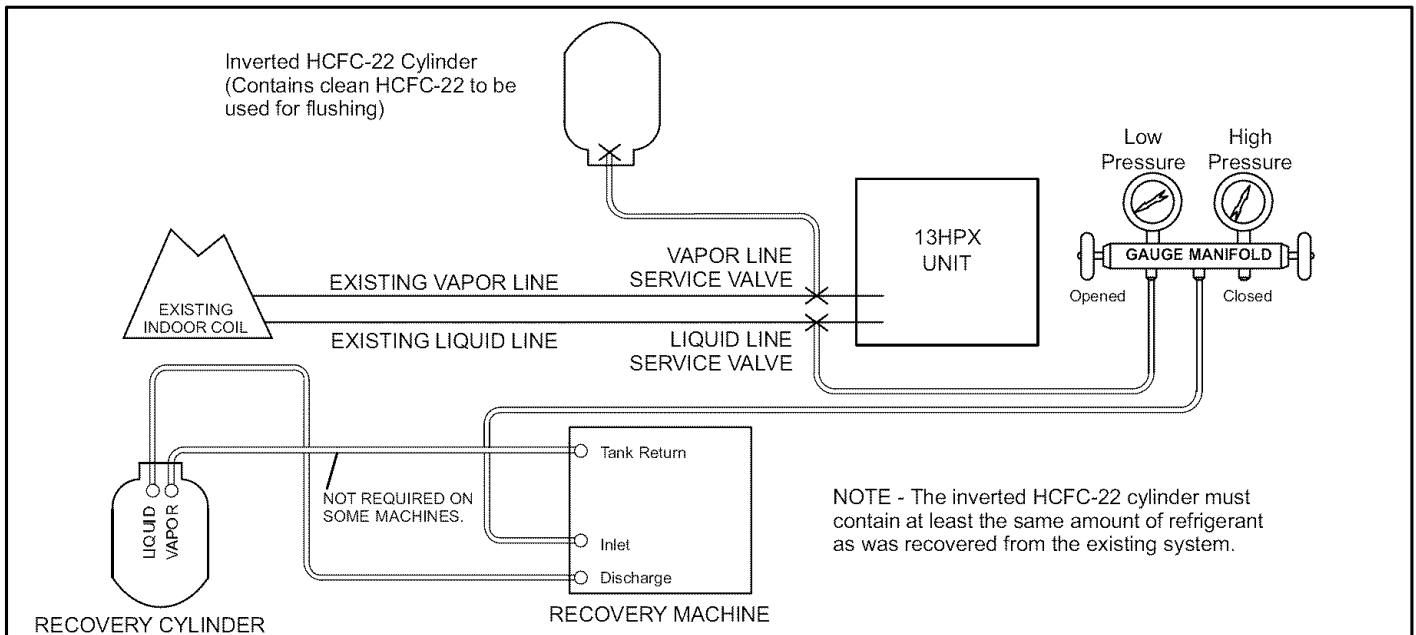 Inverted HCFC-22 Cylinder
(Contains clean HCFC-22 to be
used for flushing)
Low
Pressure
High
Pressure
GAUGE MANIFOLD
Opened
Closed
13HPX
UNIT
VAPOR LINE
SERVICE VALVE
EXISTING VAPOR LINE
EXISTING
INDOOR COIL
EXISTING LIQUID LINE
LIQUID LINE
SERVICE VALVE
Tank Return
NOT REQUIRED ON
SOME MACHINES.
Inlet
Discharge
RECOVERY MACHINE
LIQUID
VAPOR
RECOVERY CYLINDER
NOTE - The inverted HCFC-22 cylinder must
contain at least the same amount of refrigerant
as was recovered from the existing system.